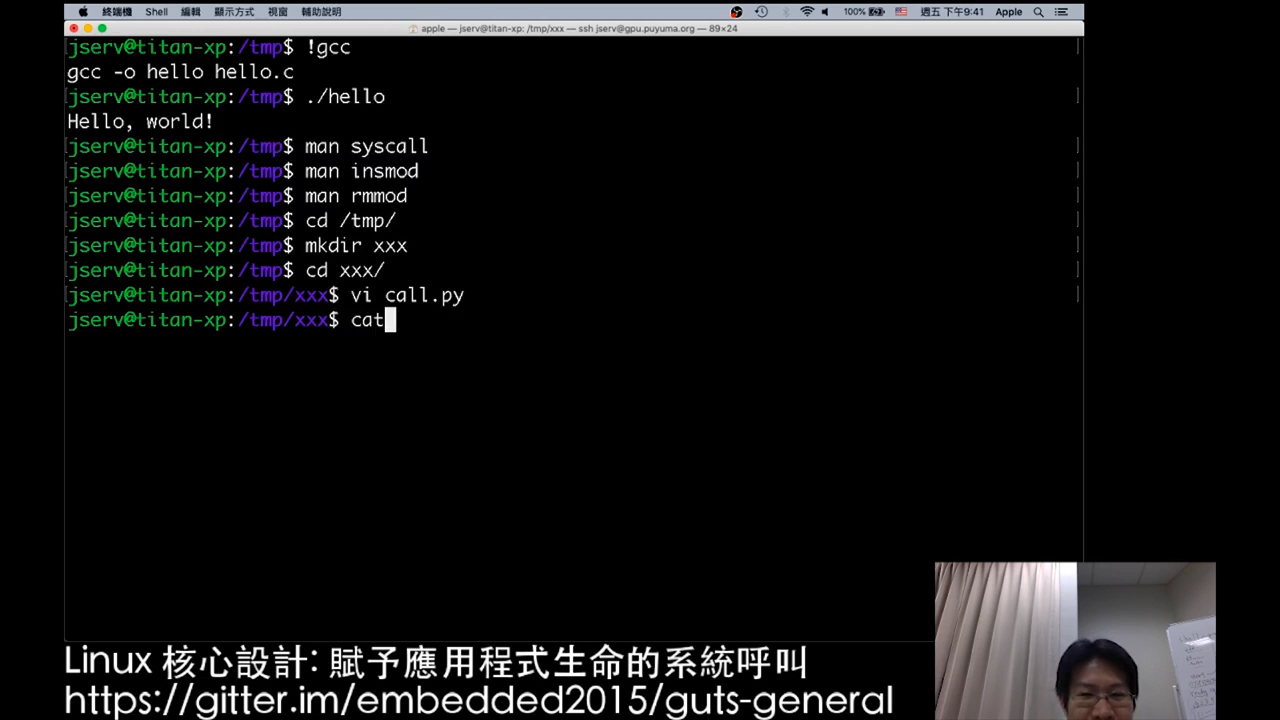 終端機 Shell 編輯 顯示方式 視窗 輔助說明 100% 週五 下午9:41 Apple
apple — jserv@titan-xp: /tmp/xxx — ssh jserv@gpu.puyuma.org — 89×24
jserv@titan-xp:/tmp$ !gcc
gcc -o hello hello.c
jserv@titan-xp:/tmp$ ./hello
Hello, world!
jserv@titan-xp:/tmp$ man syscall
jserv@titan-xp:/tmp$ man insmod
jserv@titan-xp:/tmp$ man rmmod
jserv@titan-xp:/tmp$ cd /tmp/
jserv@titan-xp:/tmp$ mkdir xxx
jserv@titan-xp:/tmp$ cd xxx/
jserv@titan-xp:/tmp/xxx$ vi call.py
jserv@titan-xp:/tmp/xxx$ cat
Linux 核心設計: 賦予應用程式生命的系統呼叫
https://gitter.im/embedded2015/guts-general